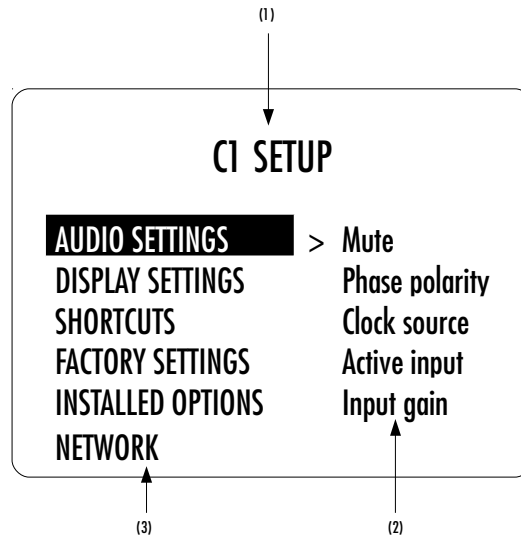 (1)
C1 SETUP
AUDIO SETTINGS > Mute
DISPLAY SETTINGS Phase polarity
SHORTCUTS Clock source
FACTORY SETTINGS Active input
INSTALLED OPTIONS Input gain
NETWORK
(3) (2)